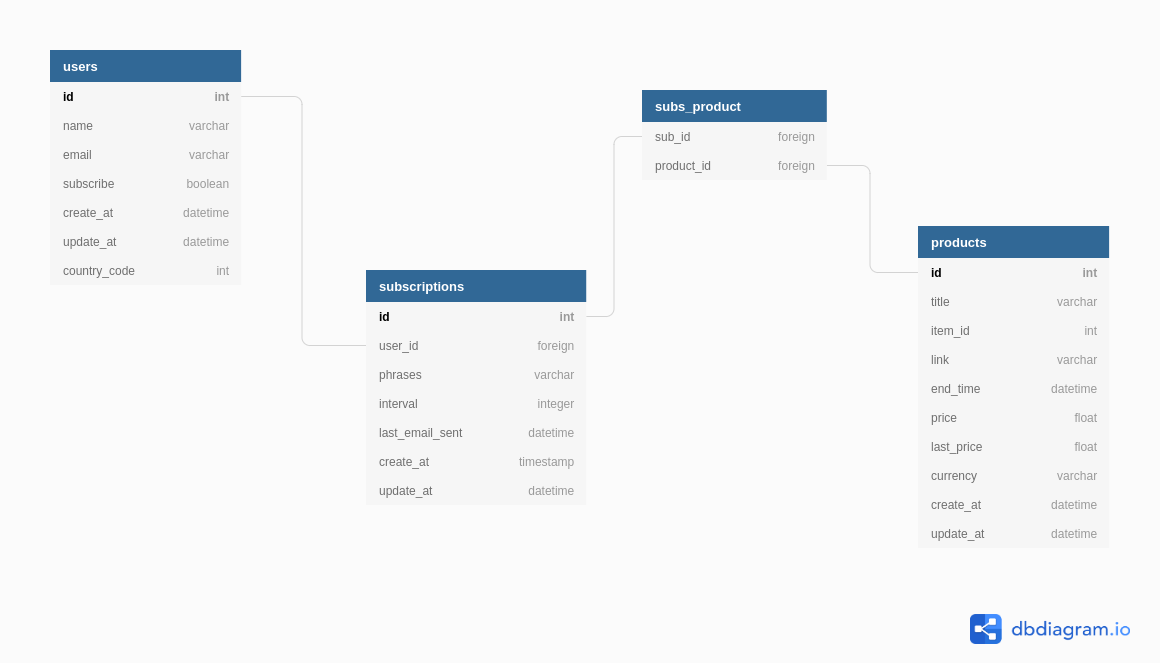 users
id int
name varchar
email varchar
subscribe boolean
create_at datetime
update_at datetime
country_code int
subscriptions
id int
user_id foreign
phrases varchar
interval integer
last_email_sent datetime
create_at timestamp
update_at datetime
subs_product
sub_id foreign
product_id foreign
products
id int
title varchar
item_id int
link varchar
end_time datetime
price float
last_price float
currency varchar
create_at datetime
update_at datetime
dbdiagram.io